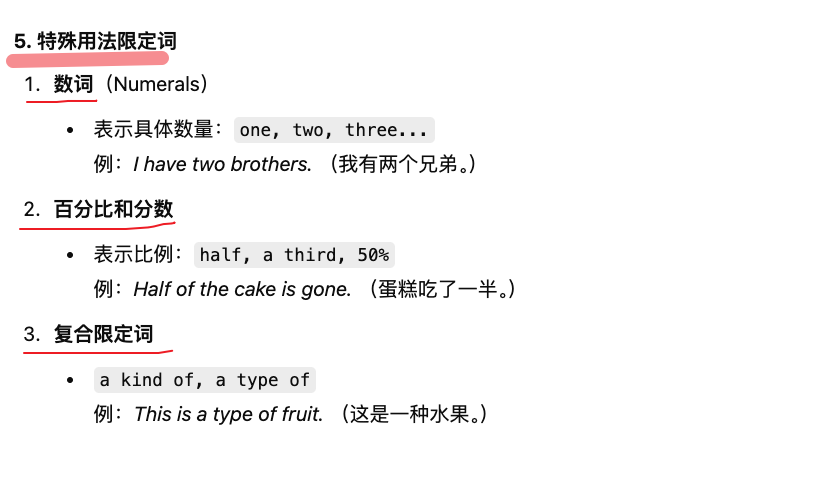 5. 特殊用法限定词
1. 数词（Numerals）
• 表示具体数量：one, two, three...
例：I have two brothers.（我有两个兄弟。）
2. 百分比和分数
• 表示比例：half, a third, 50%
例：Half of the cake is gone.（蛋糕吃了一半。）
3. 复合限定词
• a kind of, a type of
例：This is a type of fruit.（这是一种水果。）